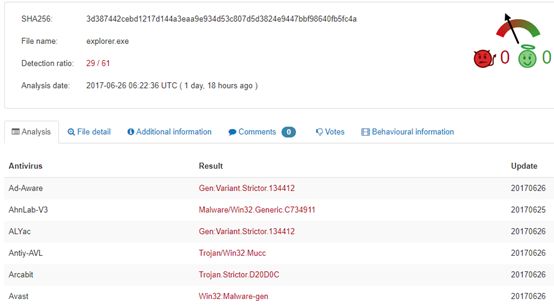 SHA256: 3d387442cebd1217d144a3eaa9e934d53c807d5d3824e9447bbf98640fb5fc4a
File name: explorer.exe
Detection ratio: 29 / 61
0 0
Analysis date: 2017-06-26 06:22:36 UTC ( 1 day, 18 hours ago )
Analysis File detail Additional information Comments 0 Votes Behavioural information
Antivirus Result Update
Ad-Aware Gen:Variant.Strictor.134412 20170626
AhnLab-V3 Malware/Win32.Generic.C734911 20170625
ALYac Gen:Variant.Strictor.134412 20170626
Antiy-AVL Trojan/Win32.Mucc 20170626
Arcabit Trojan.Strictor.D20D0C 20170626
Avast Win32:Malware-gen 20170626